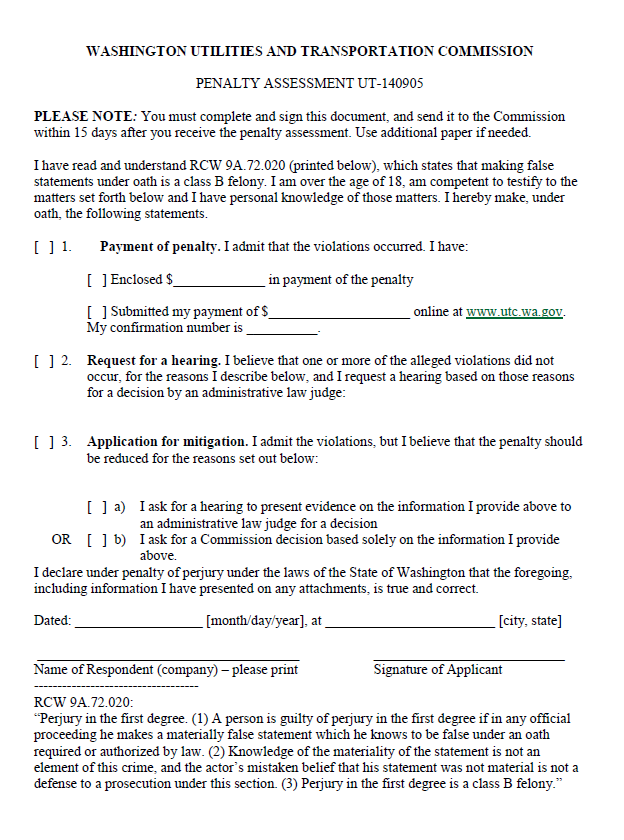 WASHINGTON UTILITIES AND TRANSPORTATION COMMISSION
PENALTY ASSESSMENT UT-140905
PLEASE NOTE: You must complete and sign this document, and send it to the Commission
within 15 days after you receive the penalty assessment. Use additional paper if needed.
I have read and understand RCW 9A.72.020 (printed below), which states that making false
statements under oath is a class B felony. I am over the age of 18, am competent to testify to the
matters set forth below and I have personal knowledge of those matters. I hereby make, under
oath, the following statements.
[ ] 1. Payment of penalty. I admit that the violations occurred. I have:
[ ] Enclosed $______________ in payment of the penalty
[ ] Submitted my payment of $______________________ online at www.utc.wa.gov.
My confirmation number is ___________.
[ ] 2. Request for a hearing. I believe that one or more of the alleged violations did not
occur, for the reasons I describe below, and I request a hearing based on those reasons
for a decision by an administrative law judge:
[ ] 3. Application for mitigation. I admit the violations, but I believe that the penalty should
be reduced for the reasons set out below:
[ ] a) I ask for a hearing to present evidence on the information I provide above to
an administrative law judge for a decision
OR [ ] b) I ask for a Commission decision based solely on the information I provide
above.
I declare under penalty of perjury under the laws of the State of Washington that the foregoing,
including information I have presented on any attachments, is true and correct.
Dated: ____________________ [month/day/year], at __________________________ [city, state]
_________________________________________ ______________________________
Name of Respondent (company) – please print Signature of Applicant
-----------------------------------
RCW 9A.72.020:
“Perjury in the first degree. (1) A person is guilty of perjury in the first degree if in any official
proceeding he makes a materially false statement which he knows to be false under an oath
required or authorized by law. (2) Knowledge of the materiality of the statement is not an
element of this crime, and the actor’s mistaken belief that his statement was not material is not a
defense to a prosecution under this section. (3) Perjury in the first degree is a class B felony.”